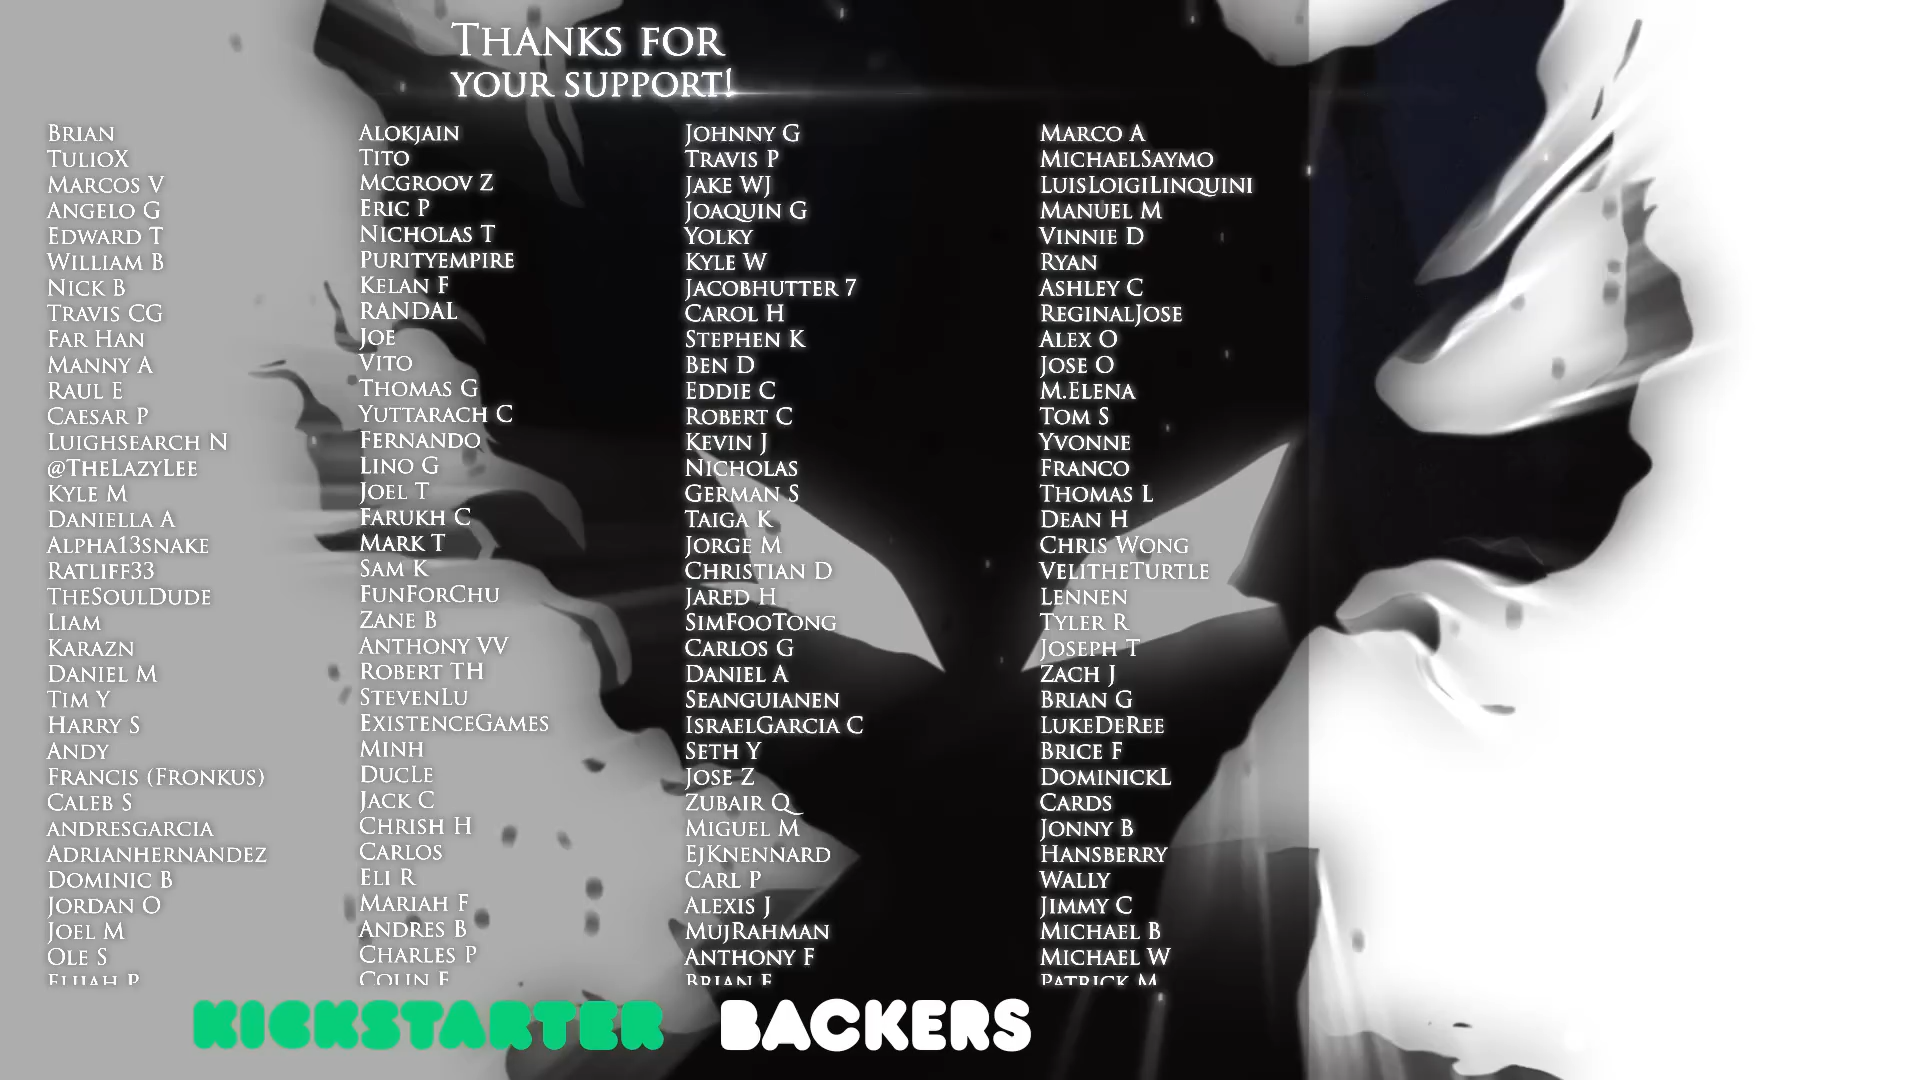 THANKS FOR
YOUR SUPPORT!
BRIAN
TULIOX
MARCOS V
ANGELO G
EDWARD T
WILLIAM B
NICK B
TRAVIS CG
FAR HAN
MANNY A
RAUL E
CAESAR P
LUIGHSEARCH N
@THELAZYLEE
KYLE M
DANIELLA A
ALPHA13SNAKE
RATLIFF33
THESOULDUDE
LIAM
KARAZN
DANIEL M
TIM Y
HARRY S
ANDY
FRANCIS (FRONKUS)
CALEB S
ANDRESGARCIA
ADRIANHERNANDEZ
DOMINIC B
JORDAN O
JOEL M
OLE S
ELIJAH P
ALOKJAIN
TITO
MCGROOV Z
ERIC P
NICHOLAS T
PURITYEMPIRE
KELAN F
RANDAL
JOE
VITO
THOMAS G
YUTTARACH C
FERNANDO
LINO G
JOEL T
FARUKH C
MARK T
SAM K
FUNFORCHU
ZANE B
ANTHONY VV
ROBERT TH
STEVENLU
EXISTENCEGAMES
MINH
DUCLE
JACK C
CHRISH H
CARLOS
ELI R
MARIAH F
ANDRES B
CHARLES P
COLIN
JOHNNY G
TRAVIS P
JAKE WJ
JOAQUIN G
YOLKY
KYLE W
JACOBHUTTER 7
CAROL H
STEPHEN K
BEN D
EDDIE C
ROBERT C
KEVIN J
NICHOLAS
GERMAN S
TAIGA K
JORGE M
CHRISTIAN D
JARED H
SIMFOOTONG
CARLOS G
DANIEL A
SEANGUIANEN
ISRAELGARCIA C
SETH Y
JOSE Z
ZUBAIR Q
MIGUEL M
EJKNENNARD
CARL P
ALEXIS J
MUJRAHMAN
ANTHONY F
BRIAN
MARCO A
MICHAELSAYMO
LUISLOIGILINQUINI
MANUEL M
VINNIE D
RYAN
ASHLEY C
REGINALJOSE
ALEX O
JOSE O
M.ELENA
TOM S
YVONNE
FRANCO
THOMAS L
DEAN H
CHRIS WONG
VELITHETURTLE
LENNEN
TYLER R
JOSEPH T
ZACH J
BRIAN G
LUKEDEREE
BRICE F
DOMINICKL
CARDS
JONNY B
HANSBERRY
WALLY
JIMMY C
MICHAEL B
MICHAEL W
PATRICK M
KICKSTARTER BACKERS